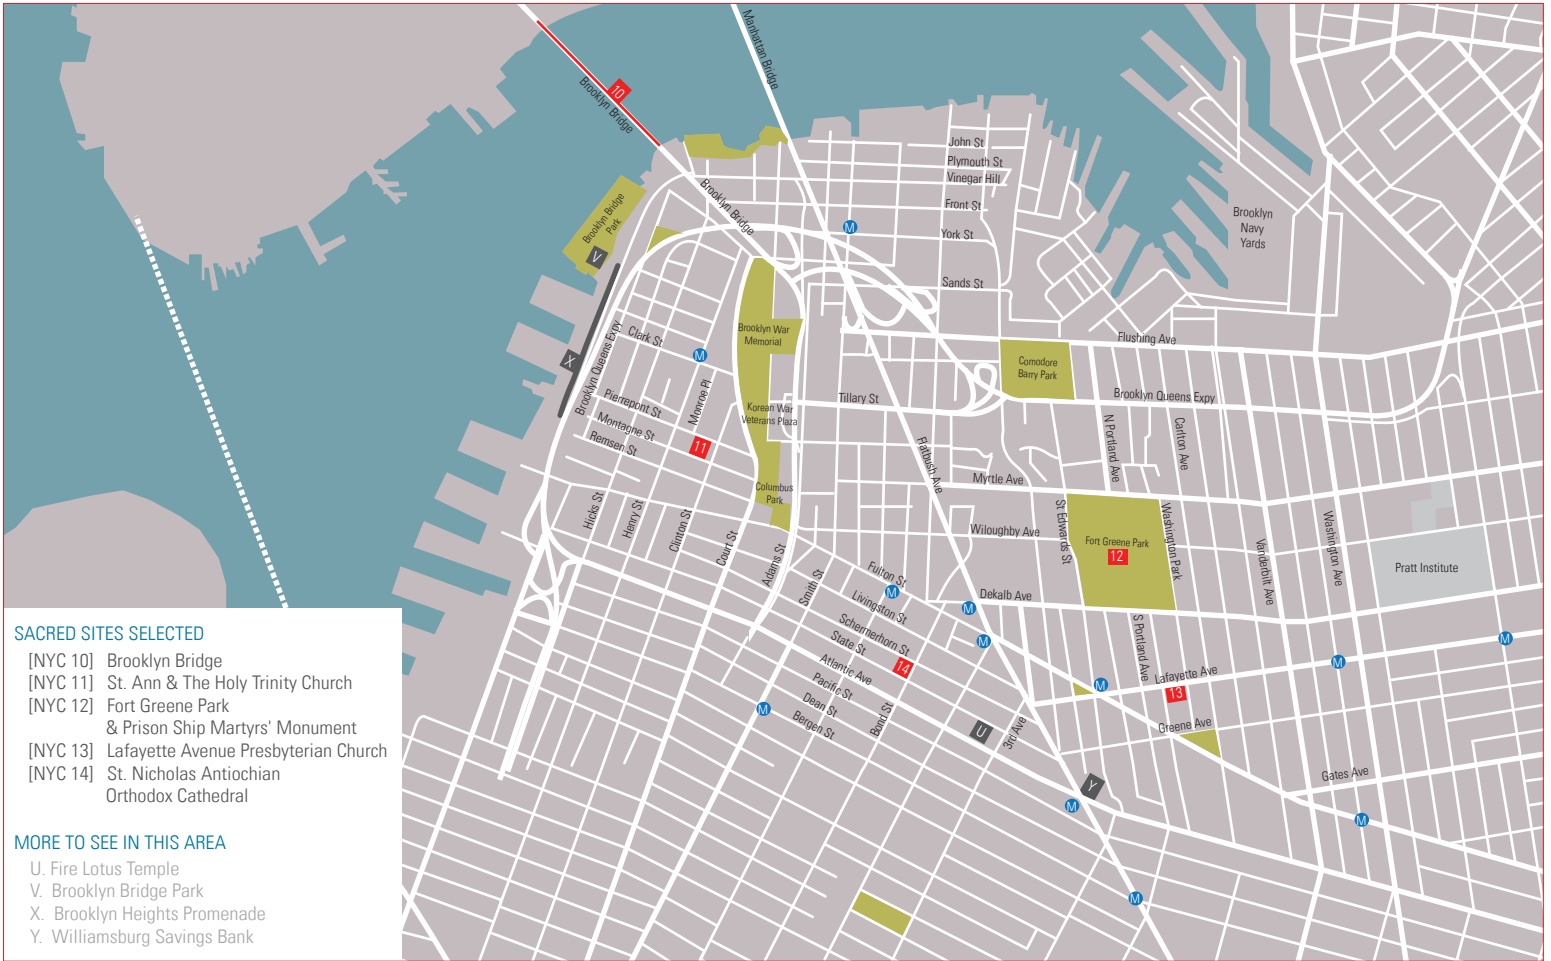 Manhattan Bridge
10
Brooklyn Bridge
John St
Plymouth St
Vinegar Hill
Brooklyn Bridge
Front St
Brooklyn
Navy
Yards
Brooklyn Bridge
Park
M
York St
V
Sands St
Brooklyn War
Memorial
Clark St
Flushing Ave
X
M
Brooklyn Queens Expy
Comodore
Barry Park
Monroe Pl
Pierrepont St
Tillary St
Brooklyn Queens Expy
Korean War
Veterans Plaza
Montagne St
N Portland Ave
Carlton Ave
Remsen St
11
Flatbush Ave
Myrtle Ave
Columbus
Park
Hicks St
Henry St
Clinton St
Court St
Adams St
St Edwards St
Washington Park
Washington Ave
Vanderbilt Ave
Wiloughby Ave
Fort Greene Park
12
Pratt Institute
Smith St
Fulton St
M
Dekalb Ave
M
Livingston St
M
Schermerhorn St
State St
14
S Portland Ave
M
M
Atlantic Ave
Lafayette Ave
Pacific St
M
13
Dean St
M
Bond St
Bergen St
U
3rd Ave
Greene Ave
Gates Ave
Y
M
M
M
SACRED SITES SELECTED
[NYC 10] Brooklyn Bridge
[NYC 11] St. Ann & The Holy Trinity Church
[NYC 12] Fort Greene Park
& Prison Ship Martyrs' Monument
[NYC 13] Lafayette Avenue Presbyterian Church
[NYC 14] St. Nicholas Antiochian
Orthodox Cathedral
MORE TO SEE IN THIS AREA
U. Fire Lotus Temple
V. Brooklyn Bridge Park
X. Brooklyn Heights Promenade
Y. Williamsburg Savings Bank